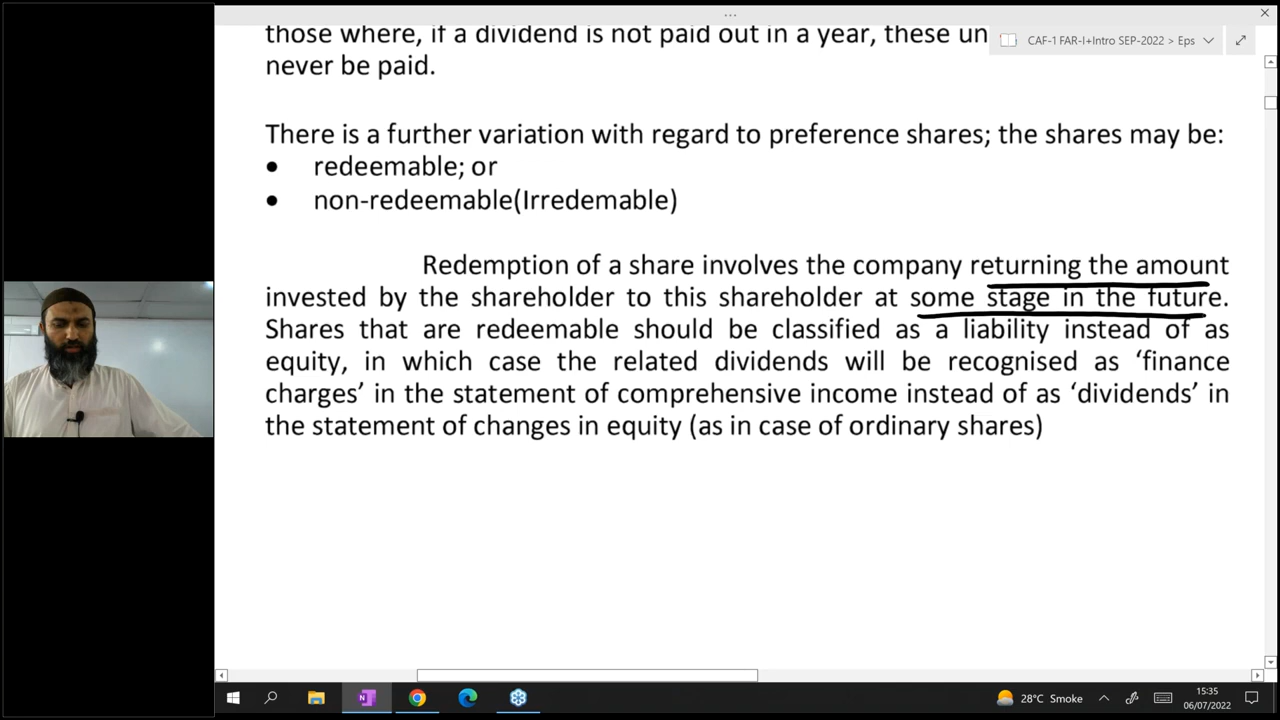 those where, if a dividend is not paid out in a year, these un
CAF-1 FAR-I+Intro SEP-2022 > Eps
never be paid.
There is a further variation with regard to preference shares; the shares may be:
• redeemable; or
• non-redeemable(Irredemable)
Redemption of a share involves the company returning the amount
invested by the shareholder to this shareholder at some stage in the future.
Shares that are redeemable should be classified as a liability instead of as
equity, in which case the related dividends will be recognised as ‘finance
charges’ in the statement of comprehensive income instead of as ‘dividends’ in
the statement of changes in equity (as in case of ordinary shares)
28°C Smoke
15:35
06/07/2022